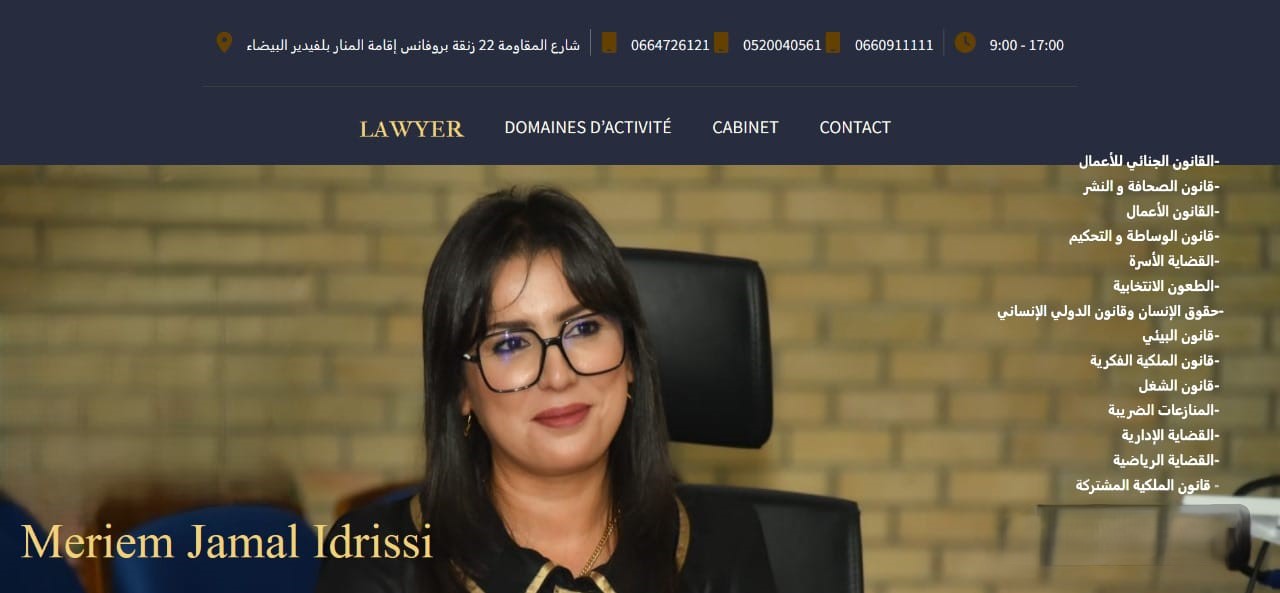 شارع المقاومة 22 زنقة بروفانس إقامة المنار بلفيدير البيضاء
0664726121
0520040561
0660911111
9:00 - 17:00
LAWYER DOMAINES D'ACTIVITÉ CABINET CONTACT
-القانون الجنائي للأعمال
-قانون الصحافة و النشر
-القانون الأعمال
-قانون الوساطة و التحكيم
-القضاية الأسرة
-الطعون الانتخابية
-حقوق الإنسان وقانون الدولي الإنساني
-قانون البيئي
-قانون الملكية الفكرية
-قانون الشغل
-المنازعات الضريبة
-القضاية الإدارية
-القضاية الرياضية
- قانون الملكية المشتركة
Meriem Jamal Idrissi